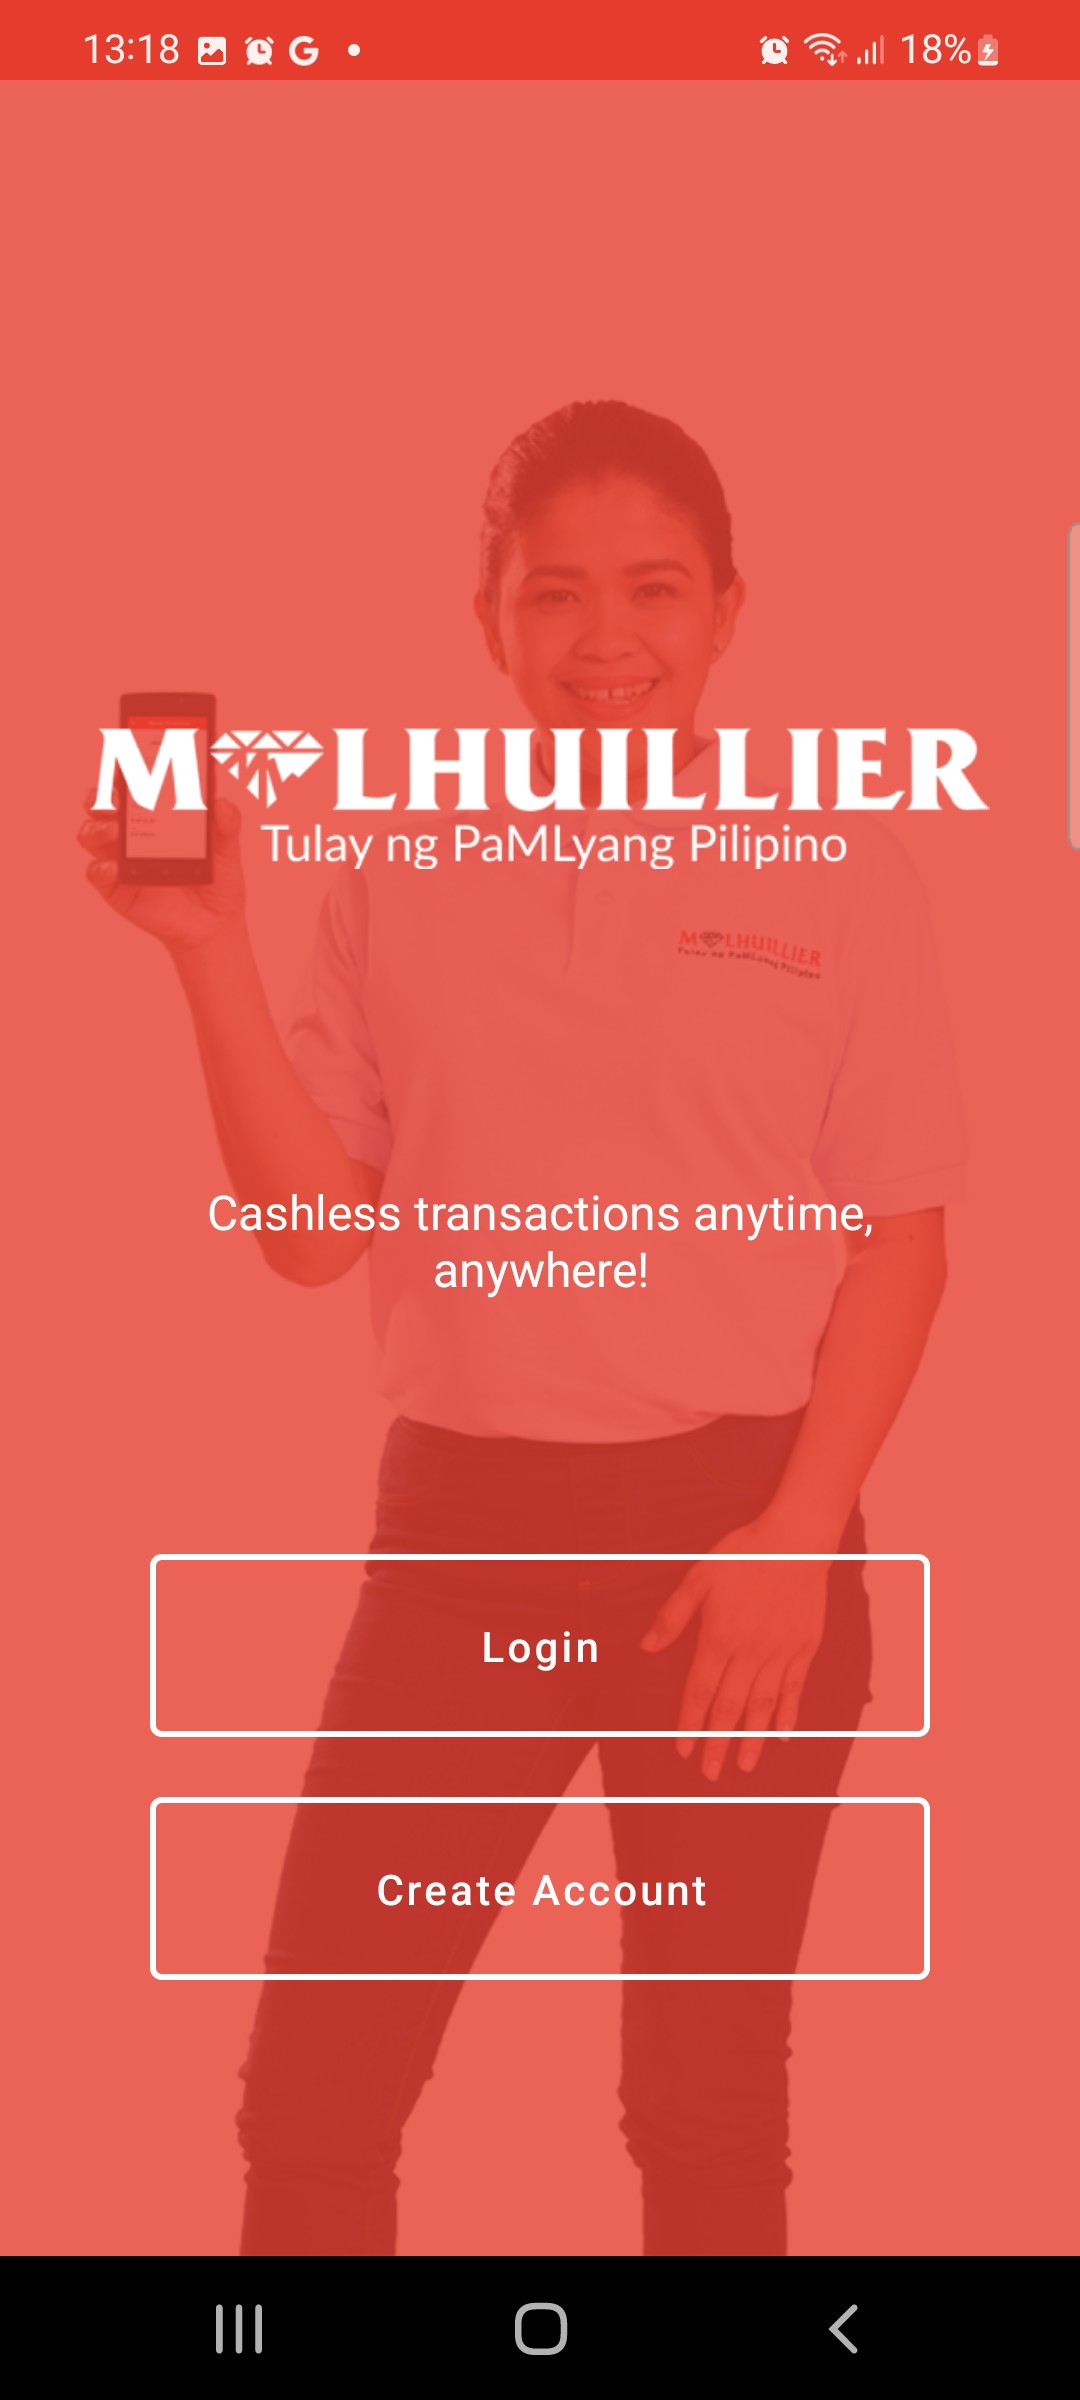 13:18
18%
M LHUILLIER
Tulay ng PaMLyang Pilipino
M LHUILLIER
Tulay ng PaMLyang Pilipino
Cashless transactions anytime,
anywhere!
Login
Create Account